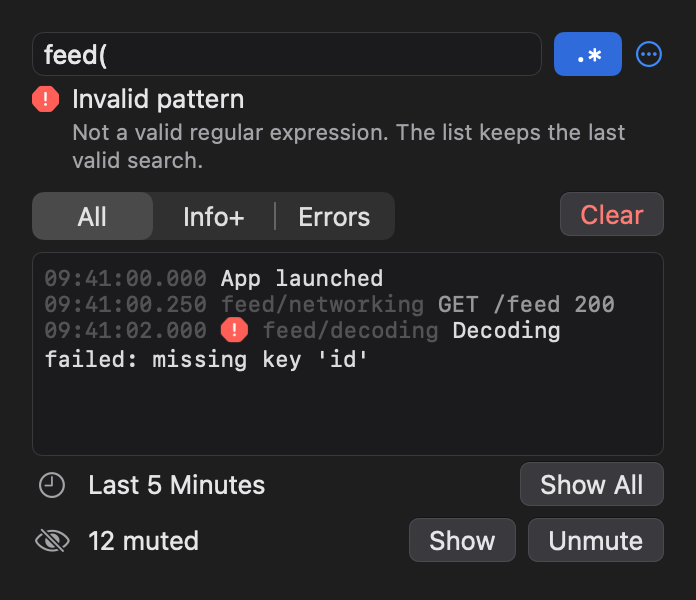 feed(
.*
Invalid pattern
Not a valid regular expression. The list keeps the last
valid search.
All Info+ Errors Clear
09:41:00.000 App launched
09:41:00.250 feed/networking GET /feed 200
09:41:02.000 feed/decoding Decoding
failed: missing key 'id'
Last 5 Minutes Show All
12 muted Show Unmute